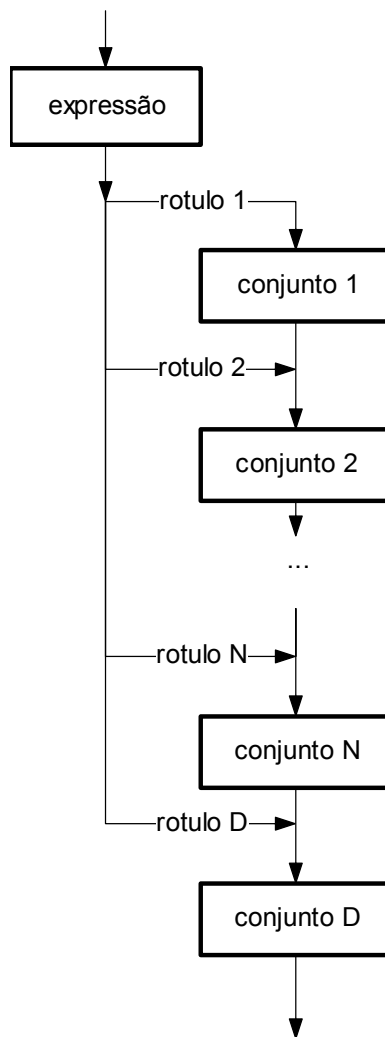 expressão
rotulo 1
conjunto 1
rotulo 2
conjunto 2
...
rotulo N
conjunto N
rotulo D
conjunto D